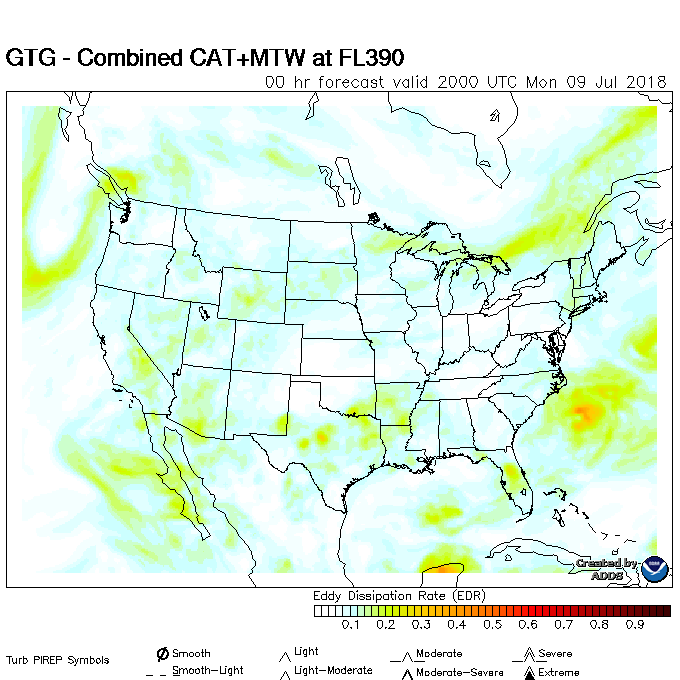 GTG - Combined CAT+MTW at FL390
00 hr forecast valid 2000 UTC Mon 09 Jul 2018
Created by
ADDS
Eddy Dissipation Rate (EDR)
0.1 0.2 0.3 0.4 0.5 0.6 0.7 0.8 0.9
Turb PIREP Symbols
Smooth Light Moderate Severe
Smooth-Light Light-Moderate Moderate-Severe Extreme